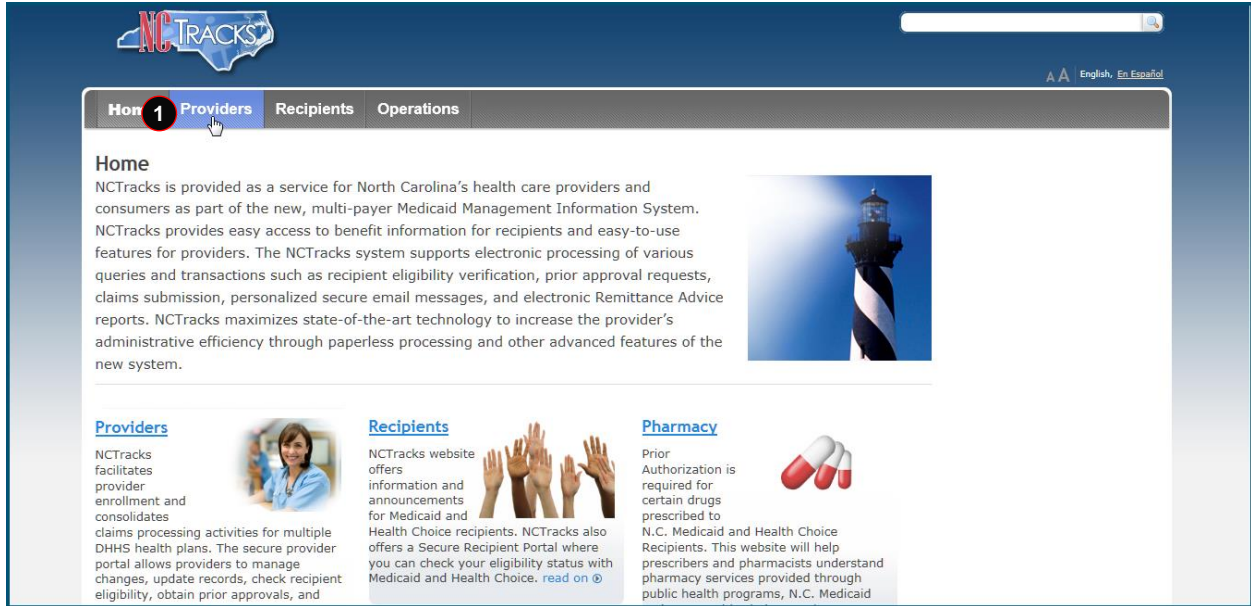 NC TRACKS
A A English, En Español
Home 1 Providers Recipients Operations
Home
NCTracks is provided as a service for North Carolina's health care providers and
consumers as part of the new, multi-payer Medicaid Management Information System.
NCTracks provides easy access to benefit information for recipients and easy-to-use
features for providers. The NCTracks system supports electronic processing of various
queries and transactions such as recipient eligibility verification, prior approval requests,
claims submission, personalized secure email messages, and electronic Remittance Advice
reports. NCTracks maximizes state-of-the-art technology to increase the provider's
administrative efficiency through paperless processing and other advanced features of the
new system.
Providers
NCTracks
facilitates
provider
enrollment and
consolidates
claims processing activities for multiple
DHHS health plans. The secure provider
portal allows providers to manage
changes, update records, check recipient
eligibility, obtain prior approvals, and
Recipients
NCTracks website
offers
information and
announcements
for Medicaid and
Health Choice recipients. NCTracks also
offers a Secure Recipient Portal where
you can check your eligibility status with
Medicaid and Health Choice. read on
Pharmacy
Prior
Authorization is
required for
certain drugs
prescribed to
N.C. Medicaid and Health Choice
Recipients. This website will help
prescribers and pharmacists understand
pharmacy services provided through
public health programs, N.C. Medicaid